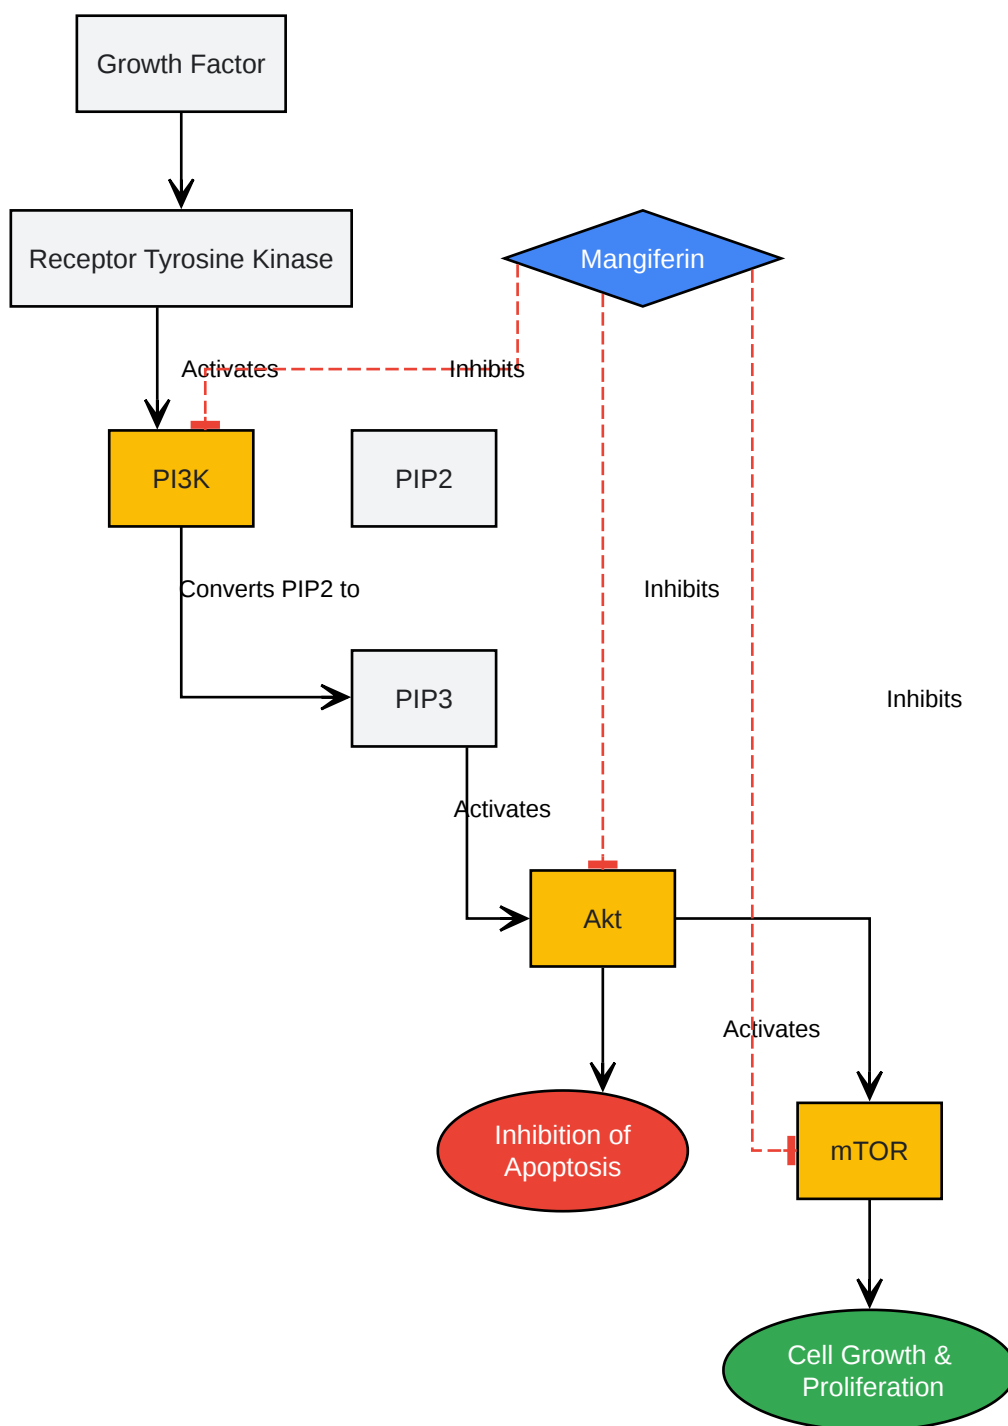 Growth Factor
Receptor Tyrosine Kinase
Mangiferin
Activates
Inhibits
PI3K
PIP2
Converts PIP2 to
Inhibits
PIP3
Inhibits
Activates
Akt
Activates
Inhibition of
Apoptosis
mTOR
Cell Growth &
Proliferation